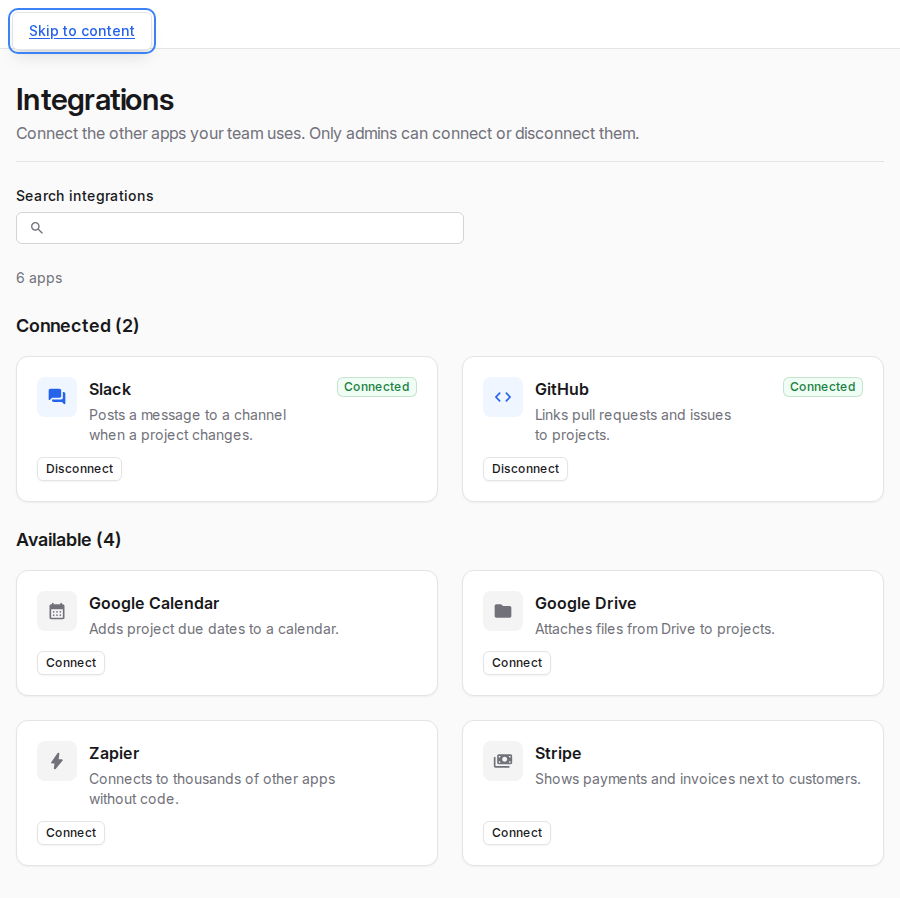 Skip to content
Integrations
Connect the other apps your team uses. Only admins can connect or disconnect them.
Search integrations
6 apps
Connected (2)
Slack
Connected
Posts a message to a channel
when a project changes.
Disconnect
GitHub
Connected
Links pull requests and issues
to projects.
Disconnect
Available (4)
Google Calendar
Adds project due dates to a calendar.
Connect
Google Drive
Attaches files from Drive to projects.
Connect
Zapier
Connects to thousands of other apps
without code.
Connect
Stripe
Shows payments and invoices next to customers.
Connect